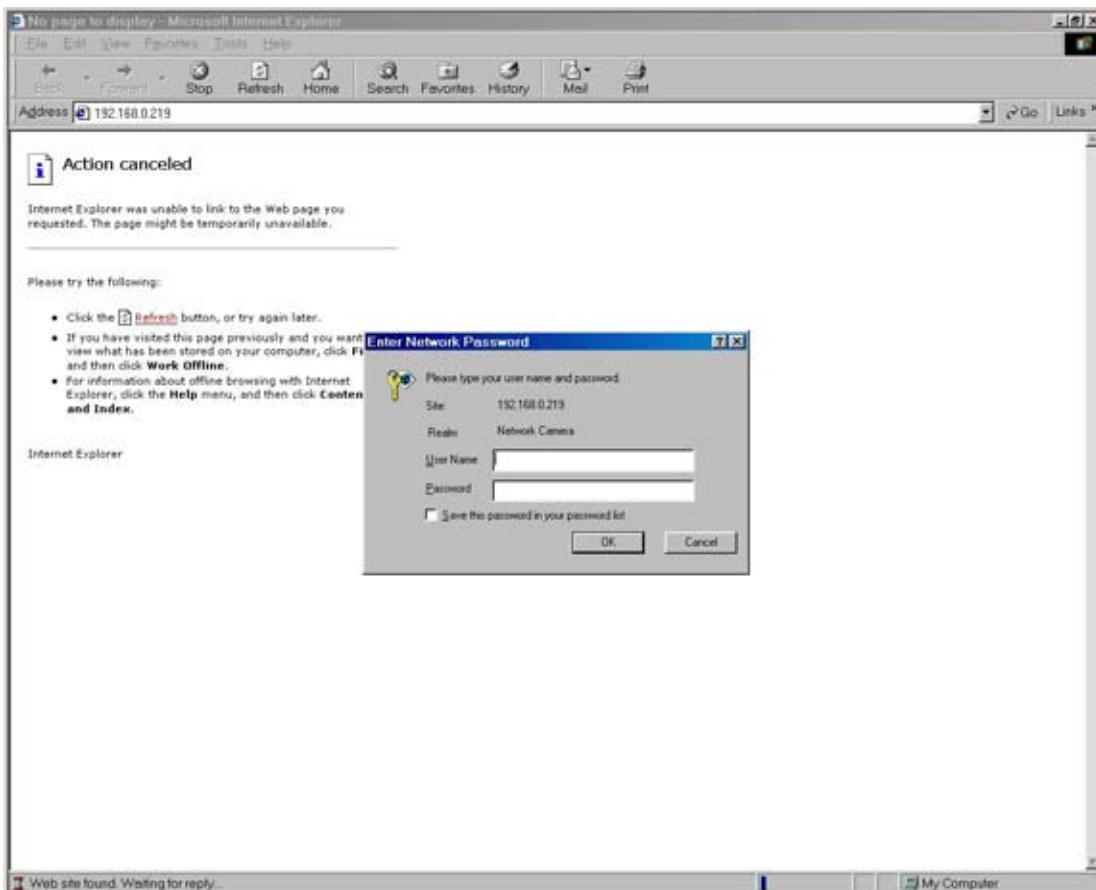 No page to display - Microsoft Internet Explorer
File Edit View Favorites Tools Help
Back Forward Stop Refresh Home Search Favorites History Mail Print
Address 192.168.0.219 Go Links
Action canceled
Internet Explorer was unable to link to the Web page you
requested. The page might be temporarily unavailable.
Please try the following:
Click the Refresh button, or try again later.
If you have visited this page previously and you want
view what has been stored on your computer, click Fi
and then click Work Offline.
For information about offline browsing with Internet
Explorer, click the Help menu, and then click Conten
and Index.
Internet Explorer
Enter Network Password
Please type your user name and password.
Site: 192.168.0.219
Realm Network Camera
User Name
Password
Save this password in your password list
OK Cancel
Web site found. Waiting for reply... My Computer